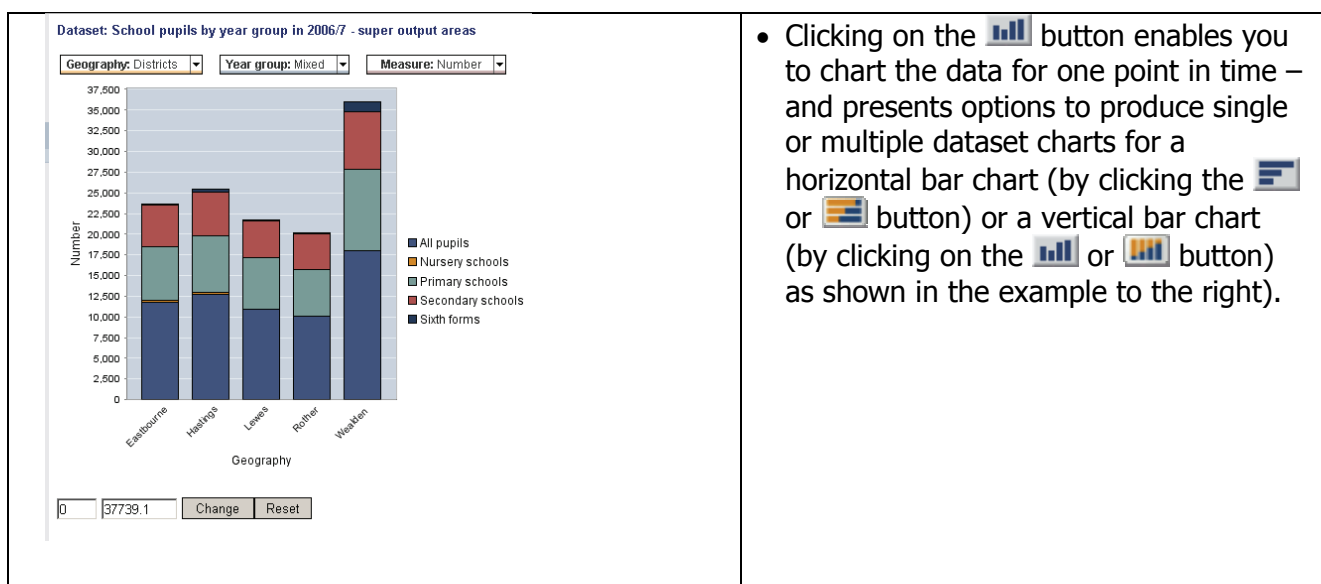 Dataset: School pupils by year group in 2006/7 - super output areas
Geography: Districts
Year group: Mixed
Measure: Number
37,500
35,000
32,500
30,000
27,500
25,000
22,500
20,000
17,500
15,000
12,500
10,000
7,500
5,000
2,500
0
Number
Eastbourne
Hastings
Lewes
Rother
Wealden
Geography
All pupils
Nursery schools
Primary schools
Secondary schools
Sixth forms
0
37739.1
Change
Reset
• Clicking on the button enables you
to chart the data for one point in time –
and presents options to produce single
or multiple dataset charts for a
horizontal bar chart (by clicking the
or button) or a vertical bar chart
(by clicking on the or button)
as shown in the example to the right).